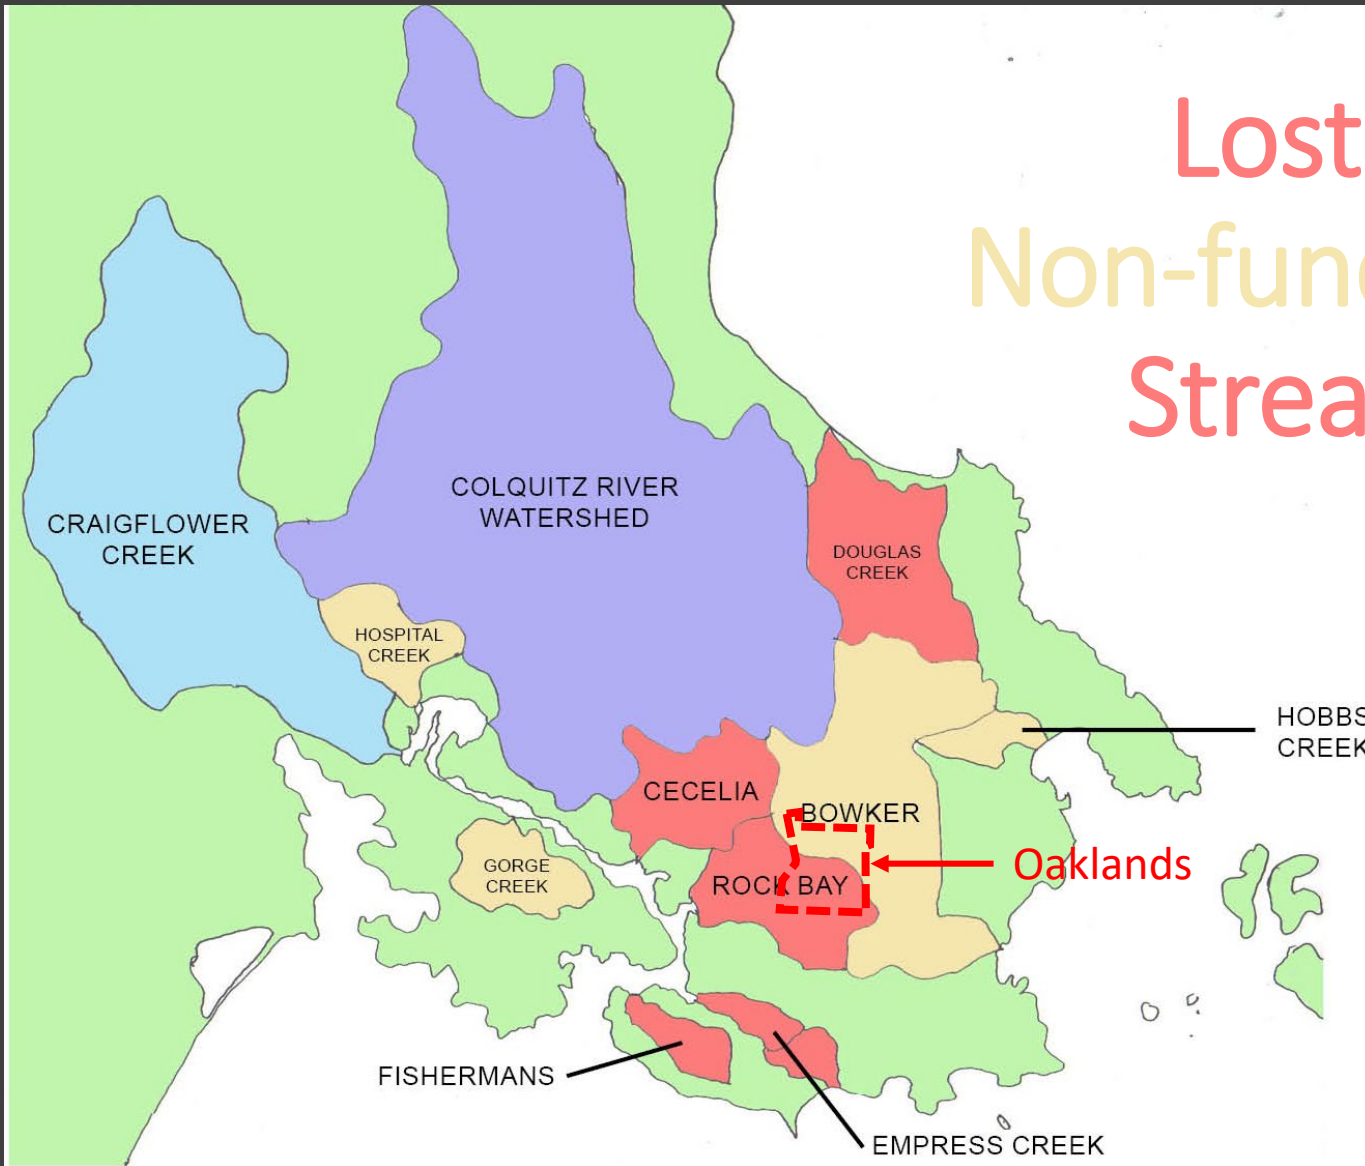 Lost
Non-func
Strea
COLQUITZ RIVER
WATERSHED
CRAIGFLOWER
CREEK
DOUGLAS
CREEK
HOSPITAL
CREEK
HOBBS
CREEK
CECELIA
BOWKER
Oaklands
GORGE
CREEK
ROCK BAY
FISHERMANS
EMPRESS CREEK